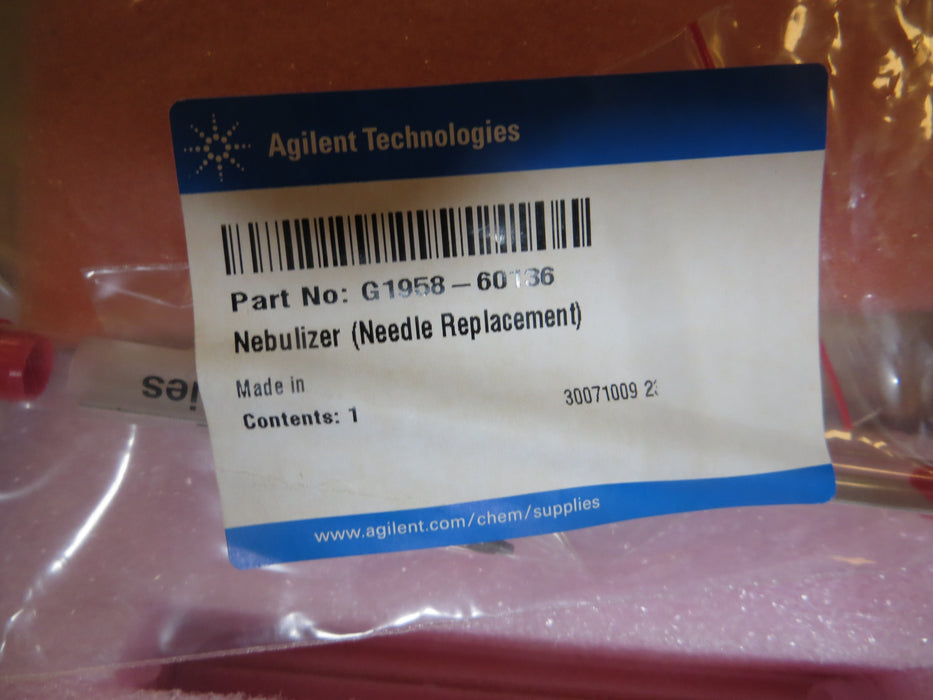 Agilent Technologies
Part No: G1958-60136
Nebulizer (Needle Replacement)
Made in
Contents: 1
30071009
www.agilent.com/chem/supplies